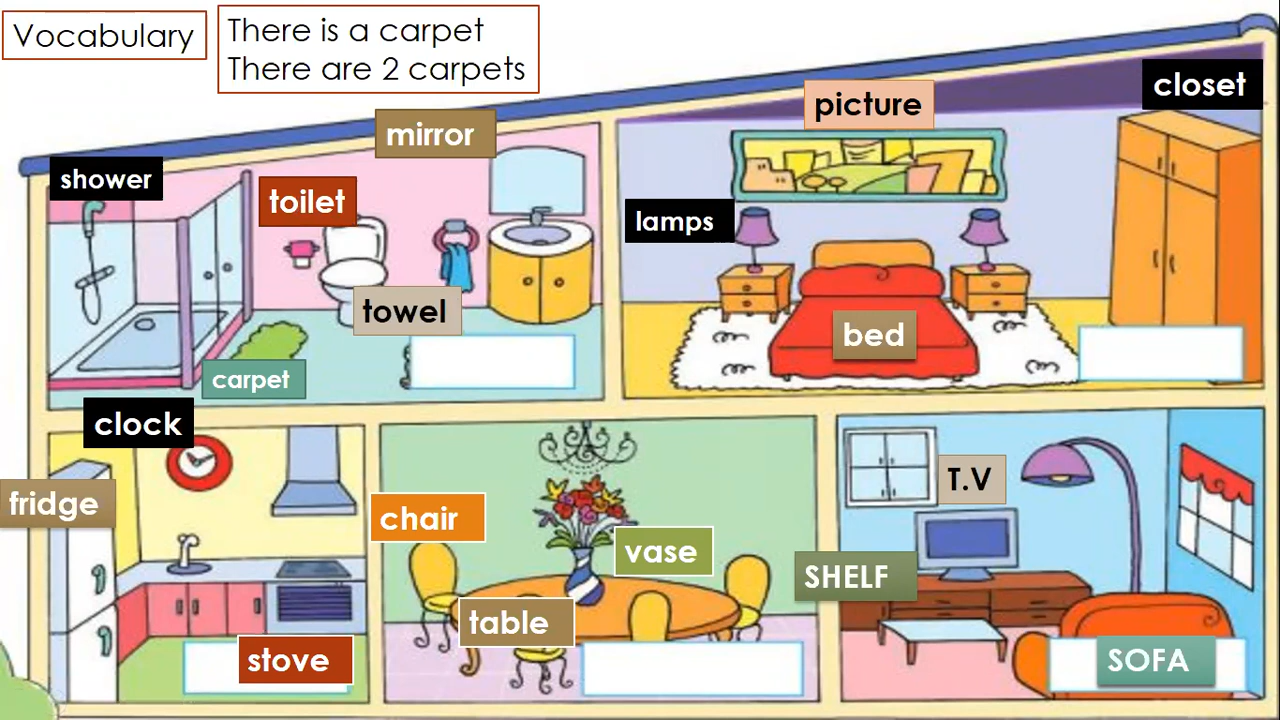 Vocabulary
There is a carpet
There are 2 carpets
closet
picture
mirror
shower
toilet
lamps
towel
bed
carpet
clock
T.V
fridge
chair
vase
SHELF
table
stove
SOFA